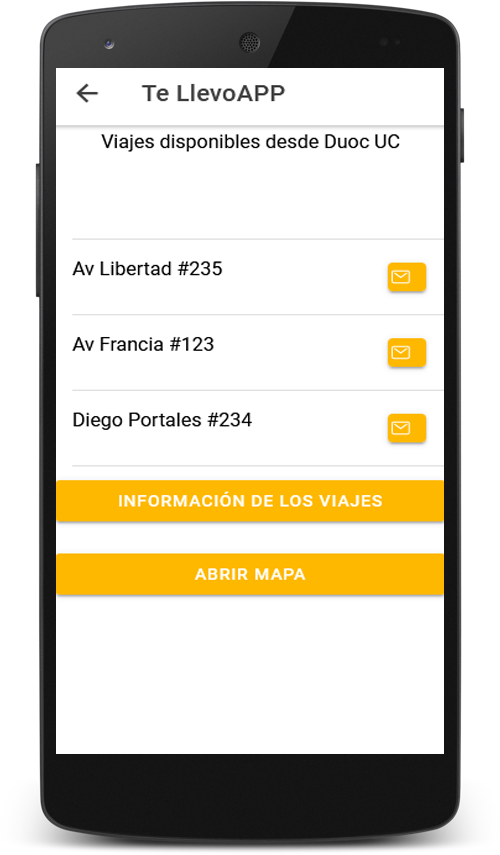 Te LlevoAPP
Viajes disponibles desde Duoc UC
Av Libertad #235
Av Francia #123
Diego Portales #234
INFORMACIÓN DE LOS VIAJES
ABRIR MAPA